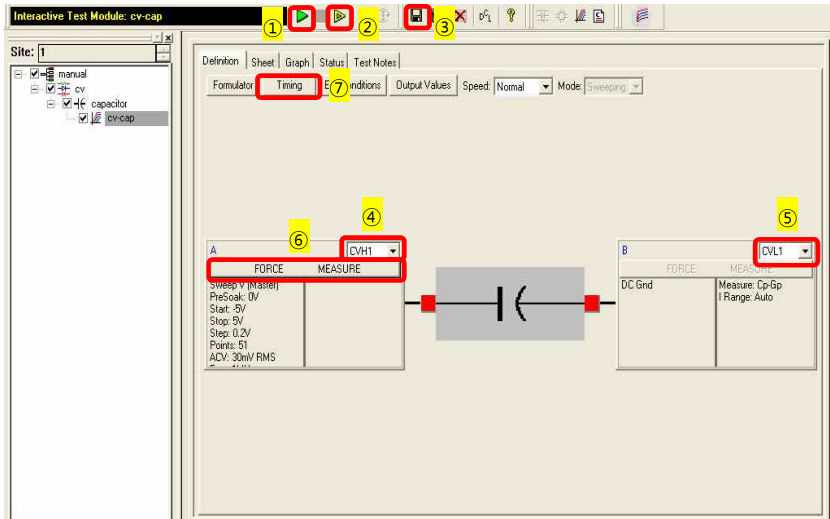 Interactive Test Module: cv-cap
①
②
③
Site: 1
manual
cv
capacitor
cv-cap
Definition Sheet Graph Status Test Notes
Formulator Timing ⑦ Conditions Output Values Speed: Normal Mode: Sweeping
④
⑤
⑥
A CVH1
FORCE MEASURE
Sweep V (Master)
PreSoak: 0V
Start: -5V
Stop: 5V
Step: 0.2V
Points: 51
ACV: 30mV RMS
B CVL1
FORCE MEASURE
DC Gnd Measure: Cp-Gp
I Range: Auto